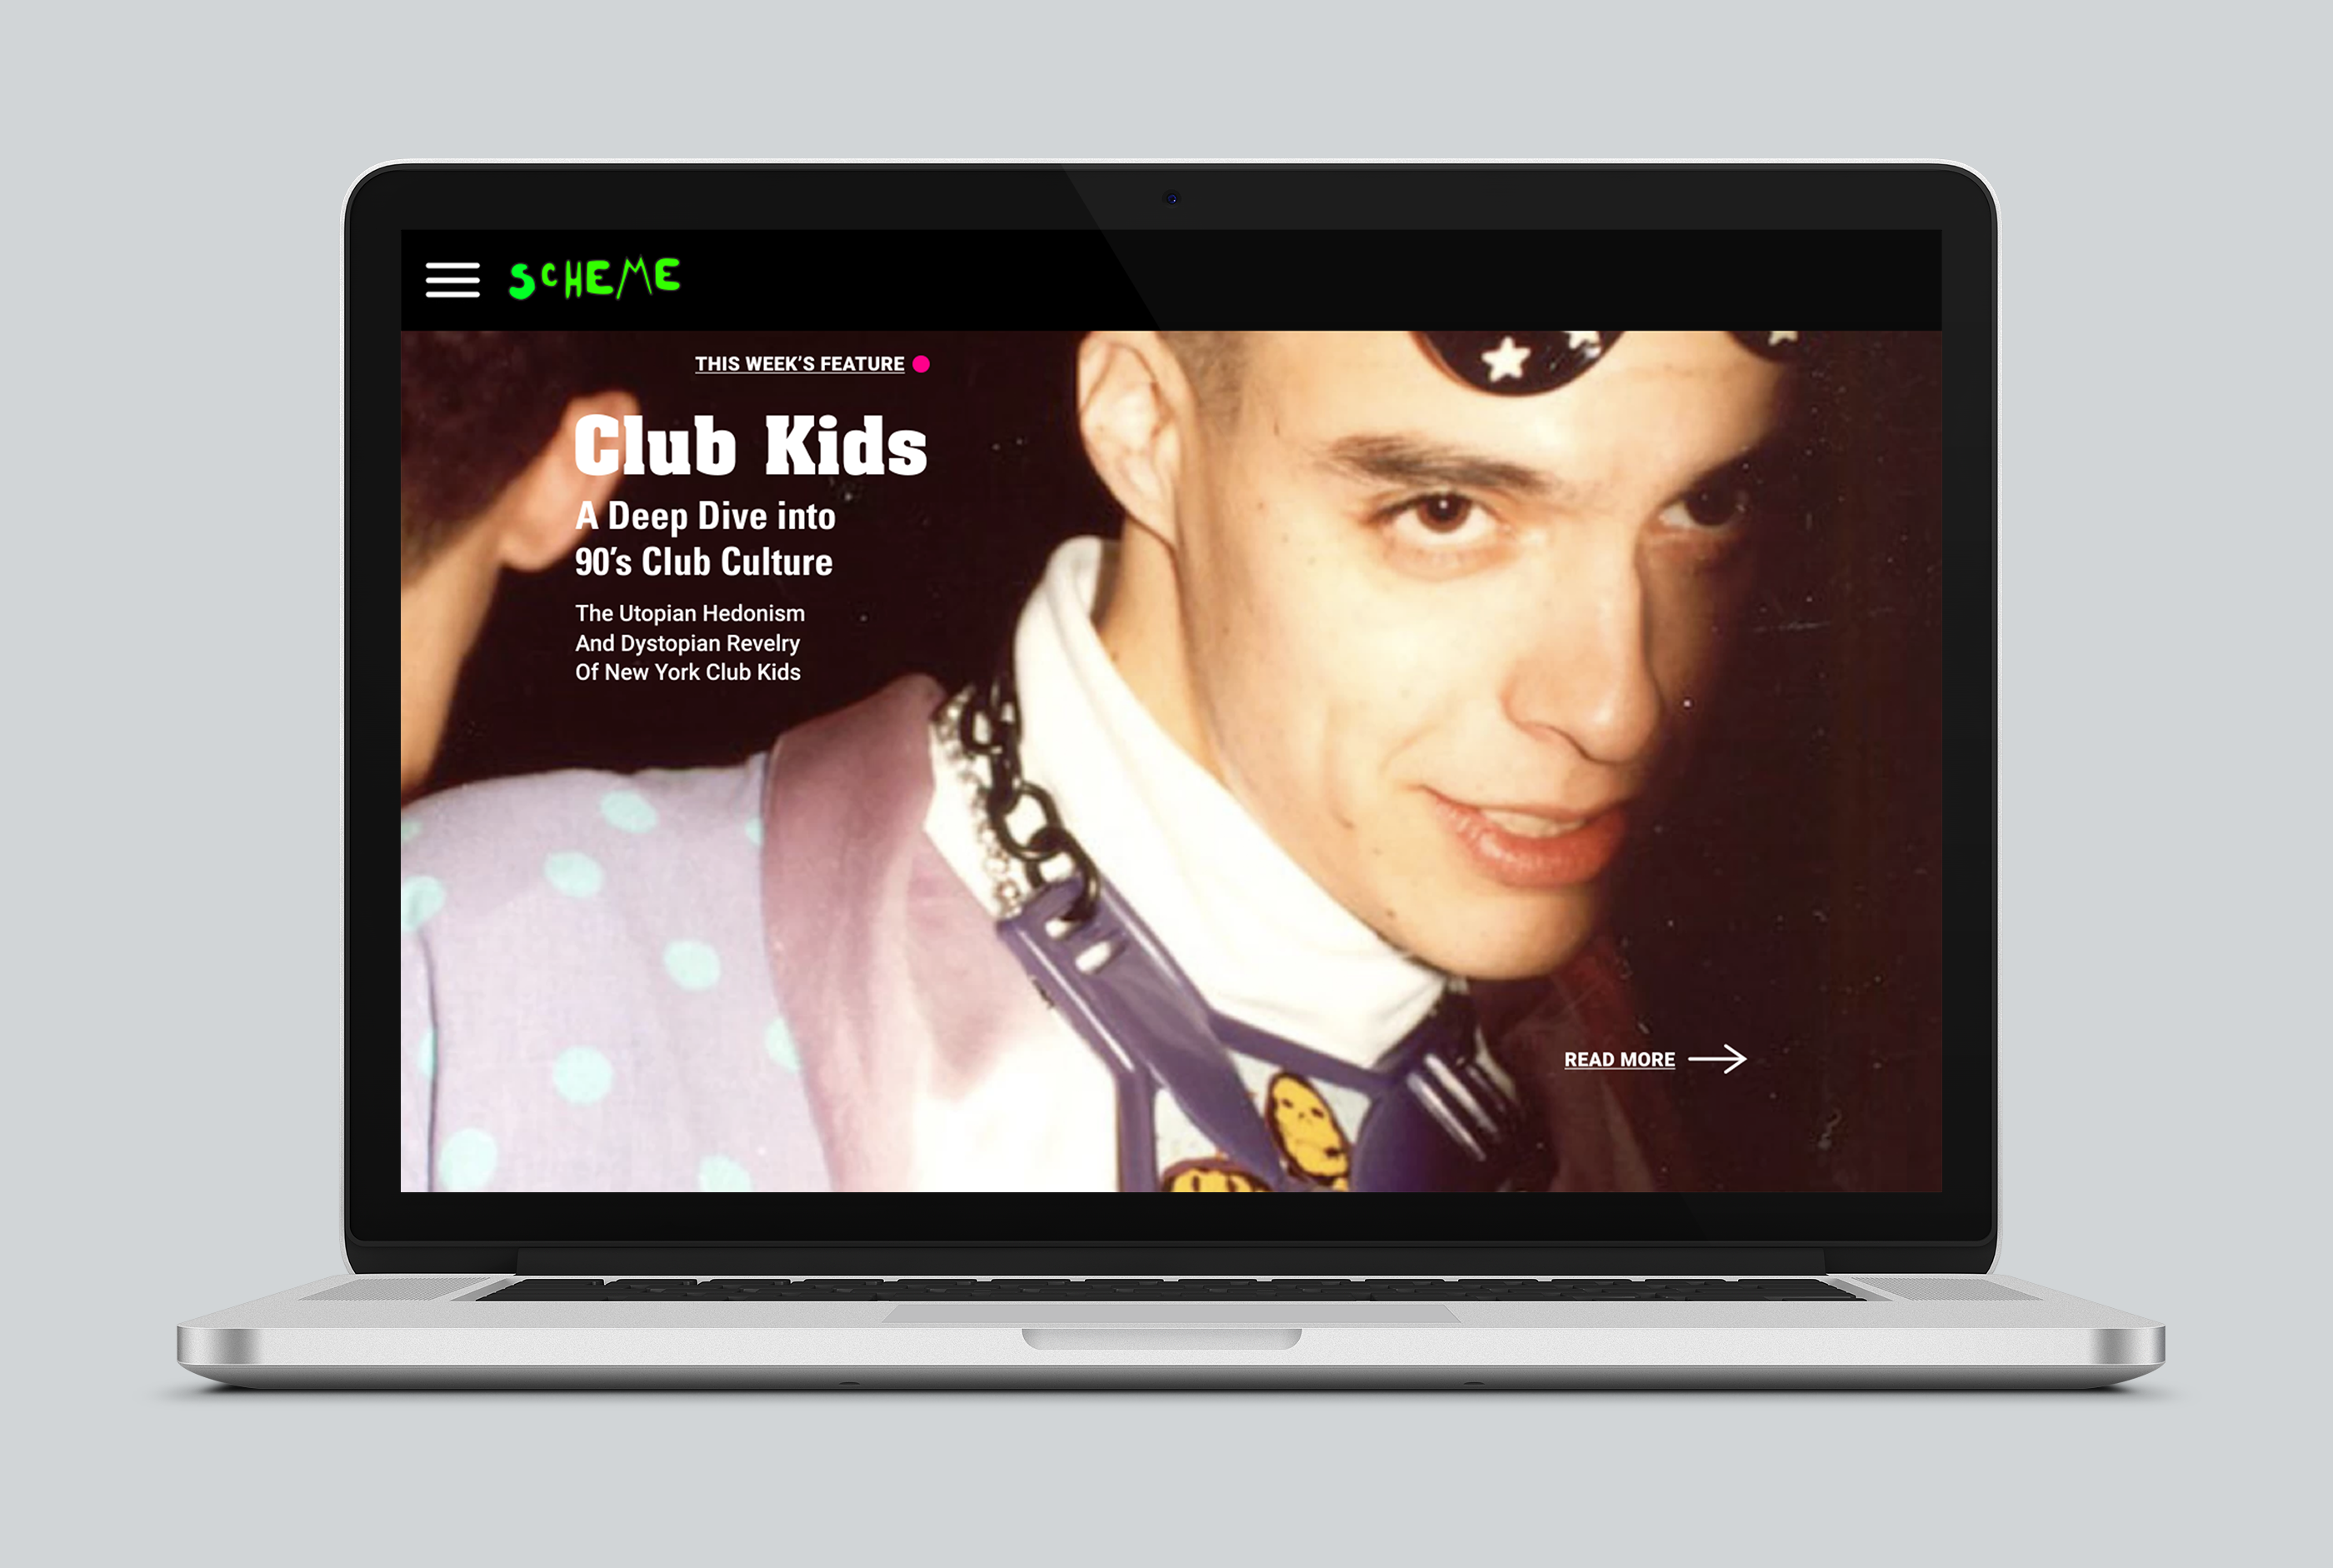 SCHEME
THIS WEEK'S FEATURE
Club Kids
A Deep Dive into
90's Club Culture
The Utopian Hedonism
And Dystopian Revelry
Of New York Club Kids
READ MORE